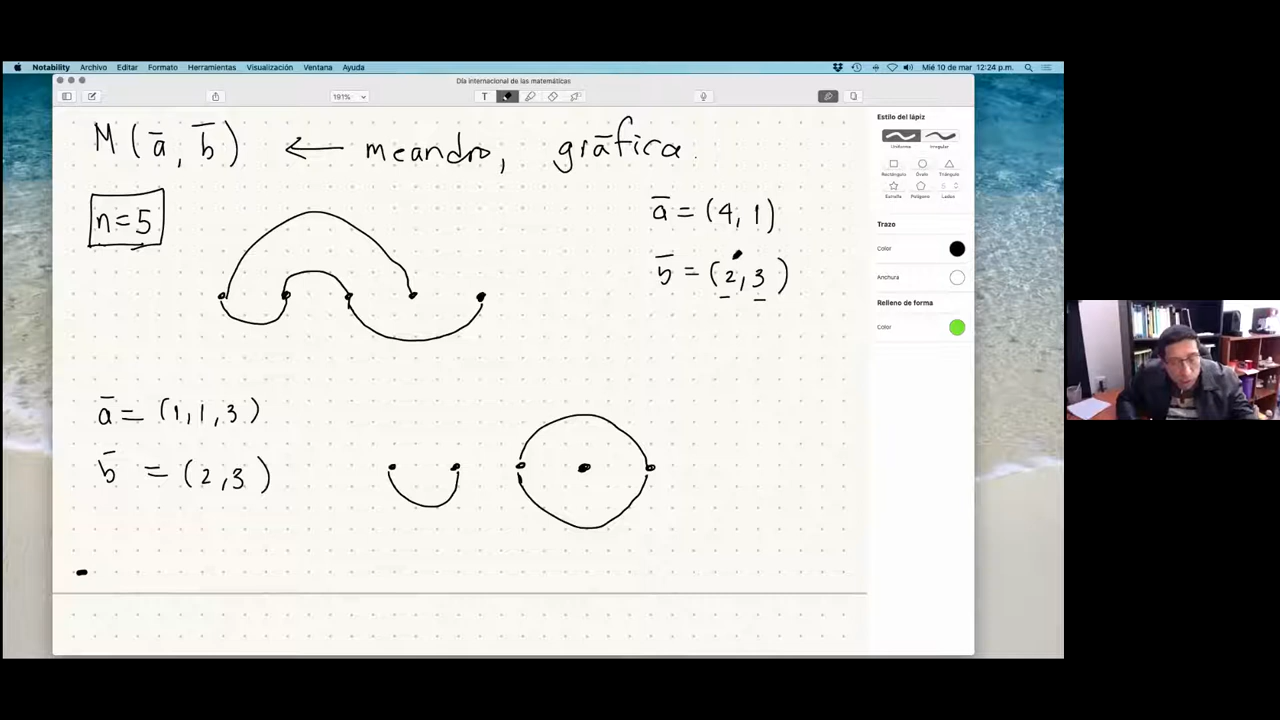 Notability Archivo Editar Formato Herramientas Visualización Ventana Ayuda
Mié 10 de mar 12:24 p.m.
Día internacional de las matemáticas
191%
T
M(ā, b̄) ← meandro, gráfica.
n=5
ā = (4, 1)
b̄ = (2, 3)
ā = (1, 1, 3)
b̄ = (2, 3)
Estilo del lápiz
Uniforme Irregular
Rectángulo Óvalo Triángulo
5
Estrella Polígono Lados
Trazo
Color
Anchura
Relleno de forma
Color